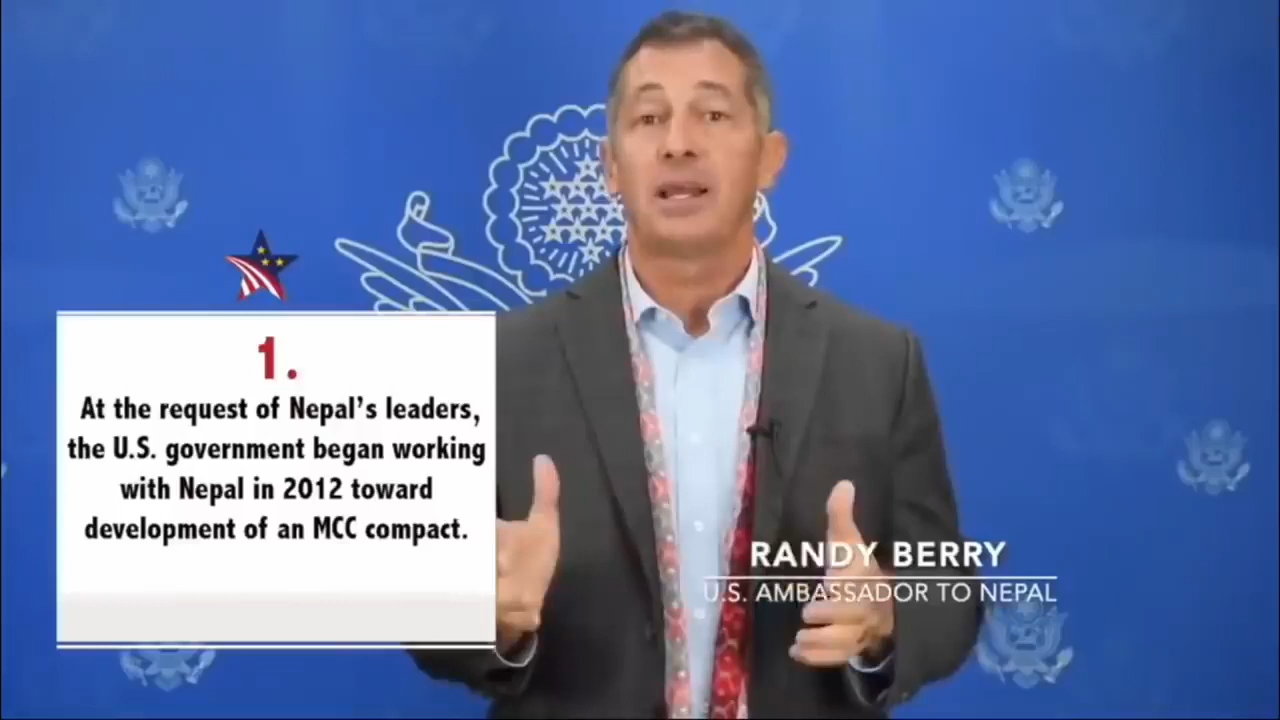 1.
At the request of Nepal's leaders,
the U.S. government began working
with Nepal in 2012 toward
development of an MCC compact.
RANDY BERRY
U.S. AMBASSADOR TO NEPAL